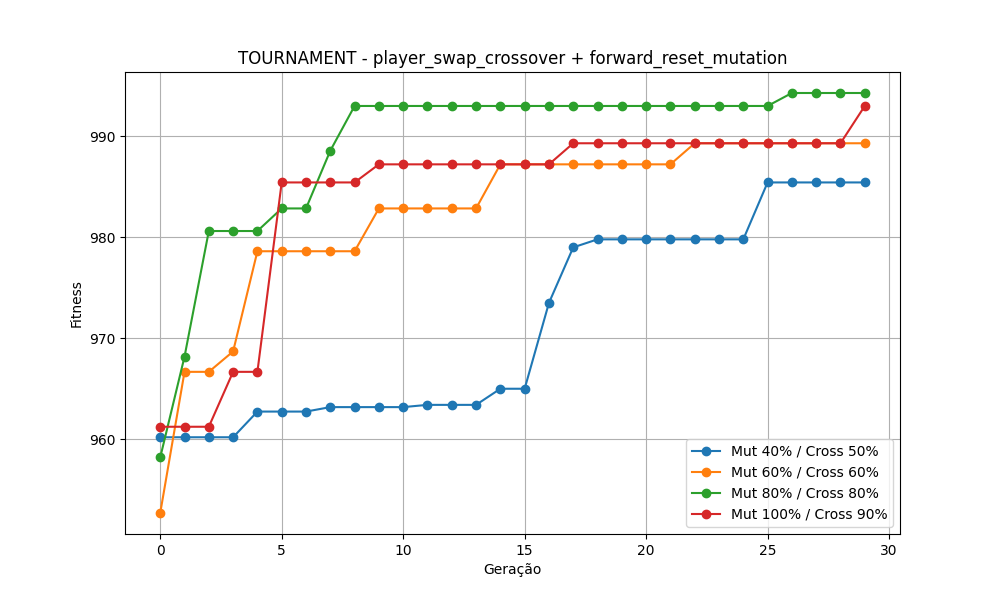 TOURNAMENT - player_swap_crossover + forward_reset_mutation
Fitness
990
980
970
960
0 5 10 15 20 25 30
Geração
Mut 40% / Cross 50%
Mut 60% / Cross 60%
Mut 80% / Cross 80%
Mut 100% / Cross 90%